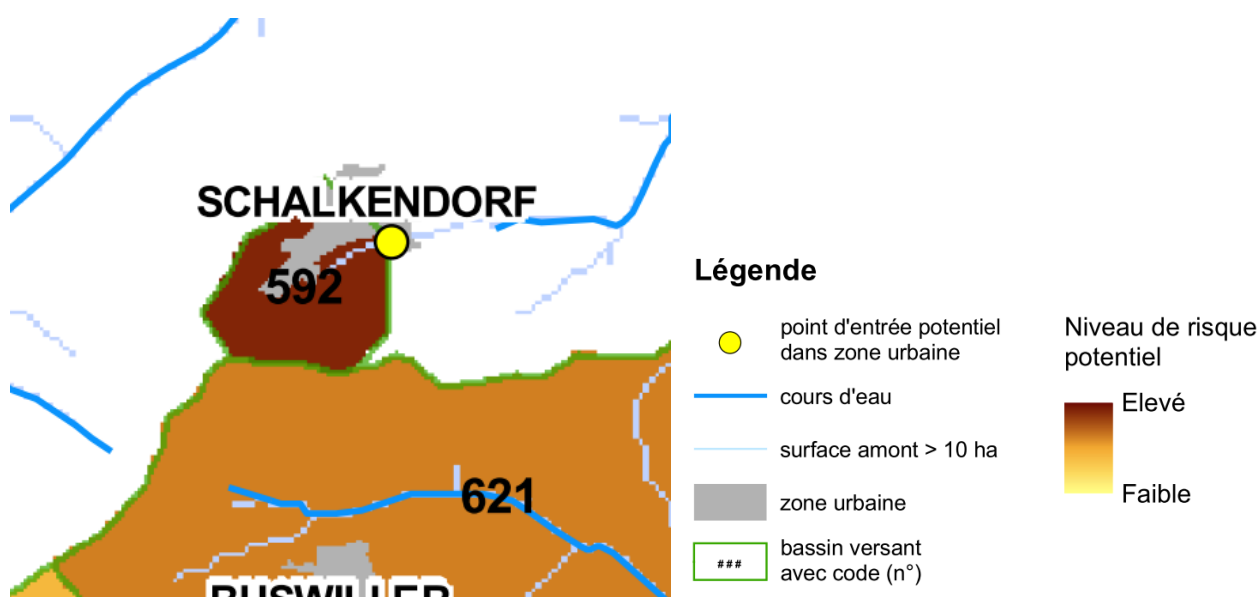 SCHALKENDORF
592
621
BUSWILLER
Légende
point d'entrée potentiel
dans zone urbaine
cours d'eau
surface amont > 10 ha
zone urbaine
###
bassin versant
avec code (n°)
Niveau de risque
potentiel
Elevé
Faible